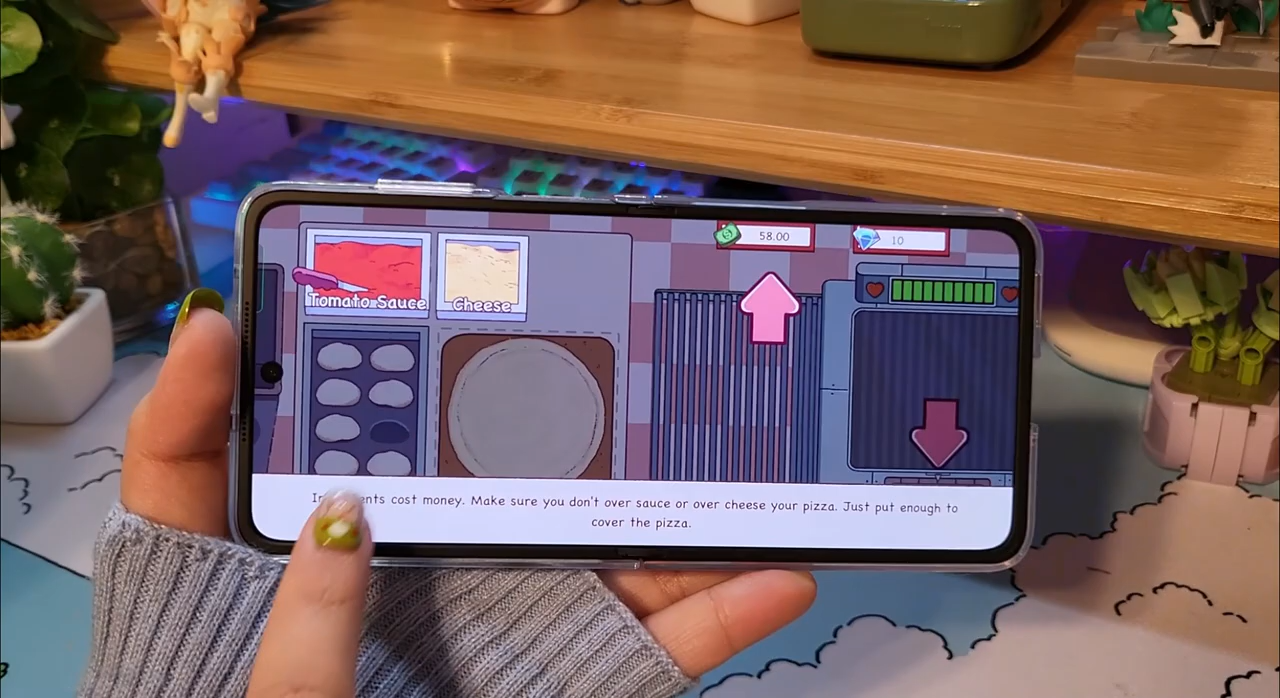 58.00
10
Tomato Sauce
Cheese
cost money. Make sure you don't over sauce or over cheese your pizza. Just put enough to
cover the pizza.